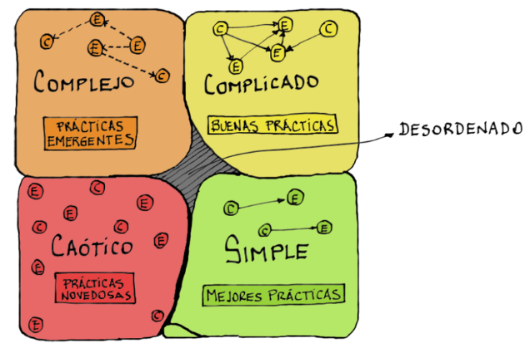 C E
E E
C
COMPLEJO
PRÁCTICAS
EMERGENTES
C C
E E
COMPLICADO
BUENAS PRÁCTICAS
DESORDENADO
E C E
E C
E
E
CAÓTICO
PRÁCTICAS
NOVEDOSAS
E C
C E
C E
SIMPLE
MEJORES PRÁCTICAS